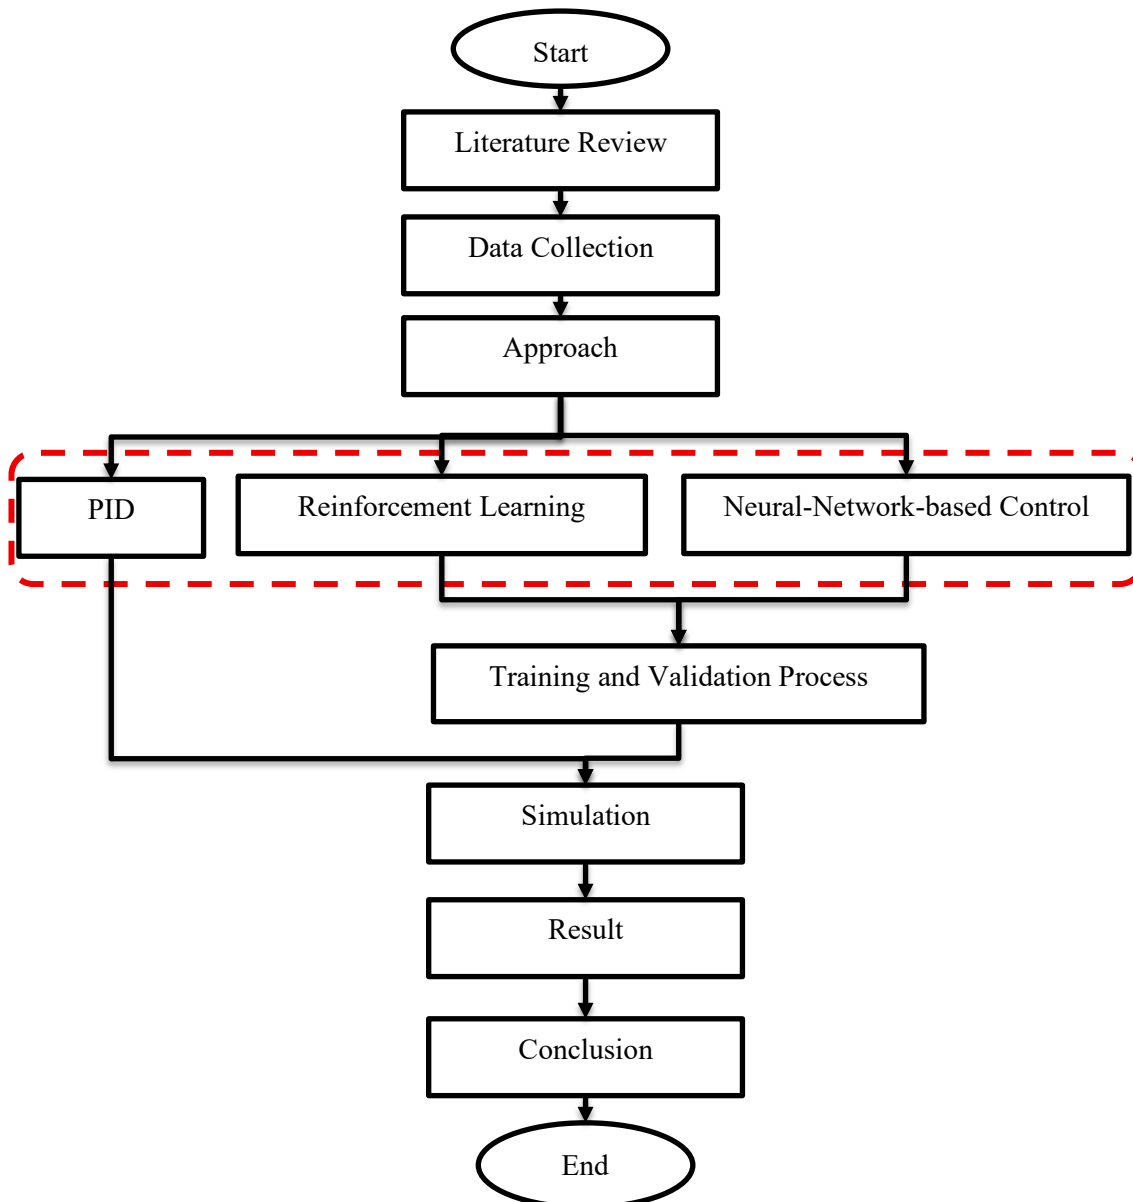 Start
Literature Review
Data Collection
Approach
PID
Reinforcement Learning
Neural-Network-based Control
Training and Validation Process
Simulation
Result
Conclusion
End